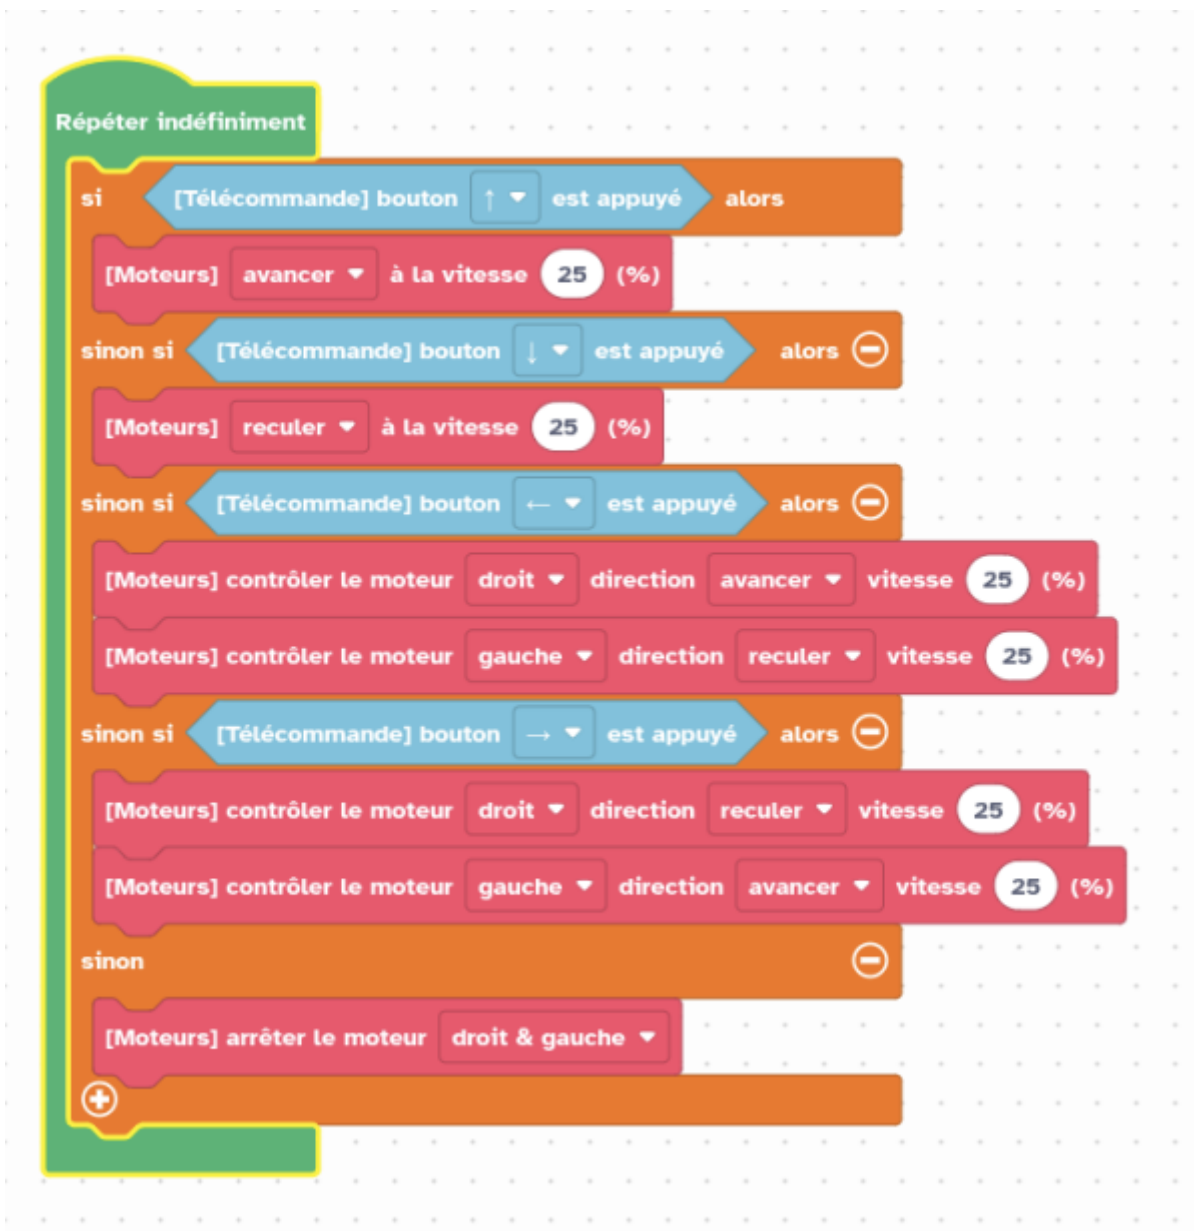 Répéter indéfiniment
si [Télécommande] bouton ↑ est appuyé alors
[Moteurs] avancer à la vitesse 25 (%)
sinon si [Télécommande] bouton ↓ est appuyé alors
[Moteurs] reculer à la vitesse 25 (%)
sinon si [Télécommande] bouton ← est appuyé alors
[Moteurs] contrôler le moteur droit direction avancer vitesse 25 (%)
[Moteurs] contrôler le moteur gauche direction reculer vitesse 25 (%)
sinon si [Télécommande] bouton → est appuyé alors
[Moteurs] contrôler le moteur droit direction reculer vitesse 25 (%)
[Moteurs] contrôler le moteur gauche direction avancer vitesse 25 (%)
sinon
[Moteurs] arrêter le moteur droit & gauche